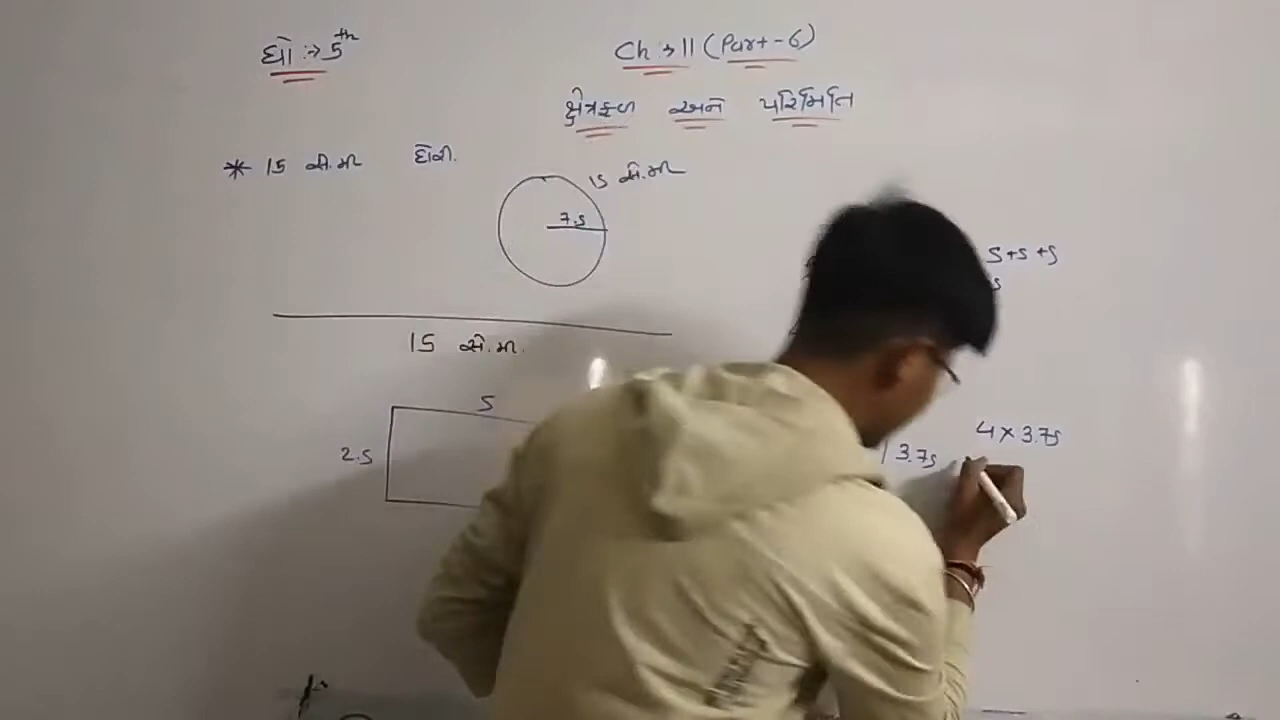 ધો :→ 5th
Ch :→ 11 (Part - 6)
ક્ષેત્રફળ અને પરિમિતિ
* 15 સે.મી દોરી.
15 સે.મી
7.5
5+5+5
15 સે.મી.
5
2.5
3.75
4 × 3.75